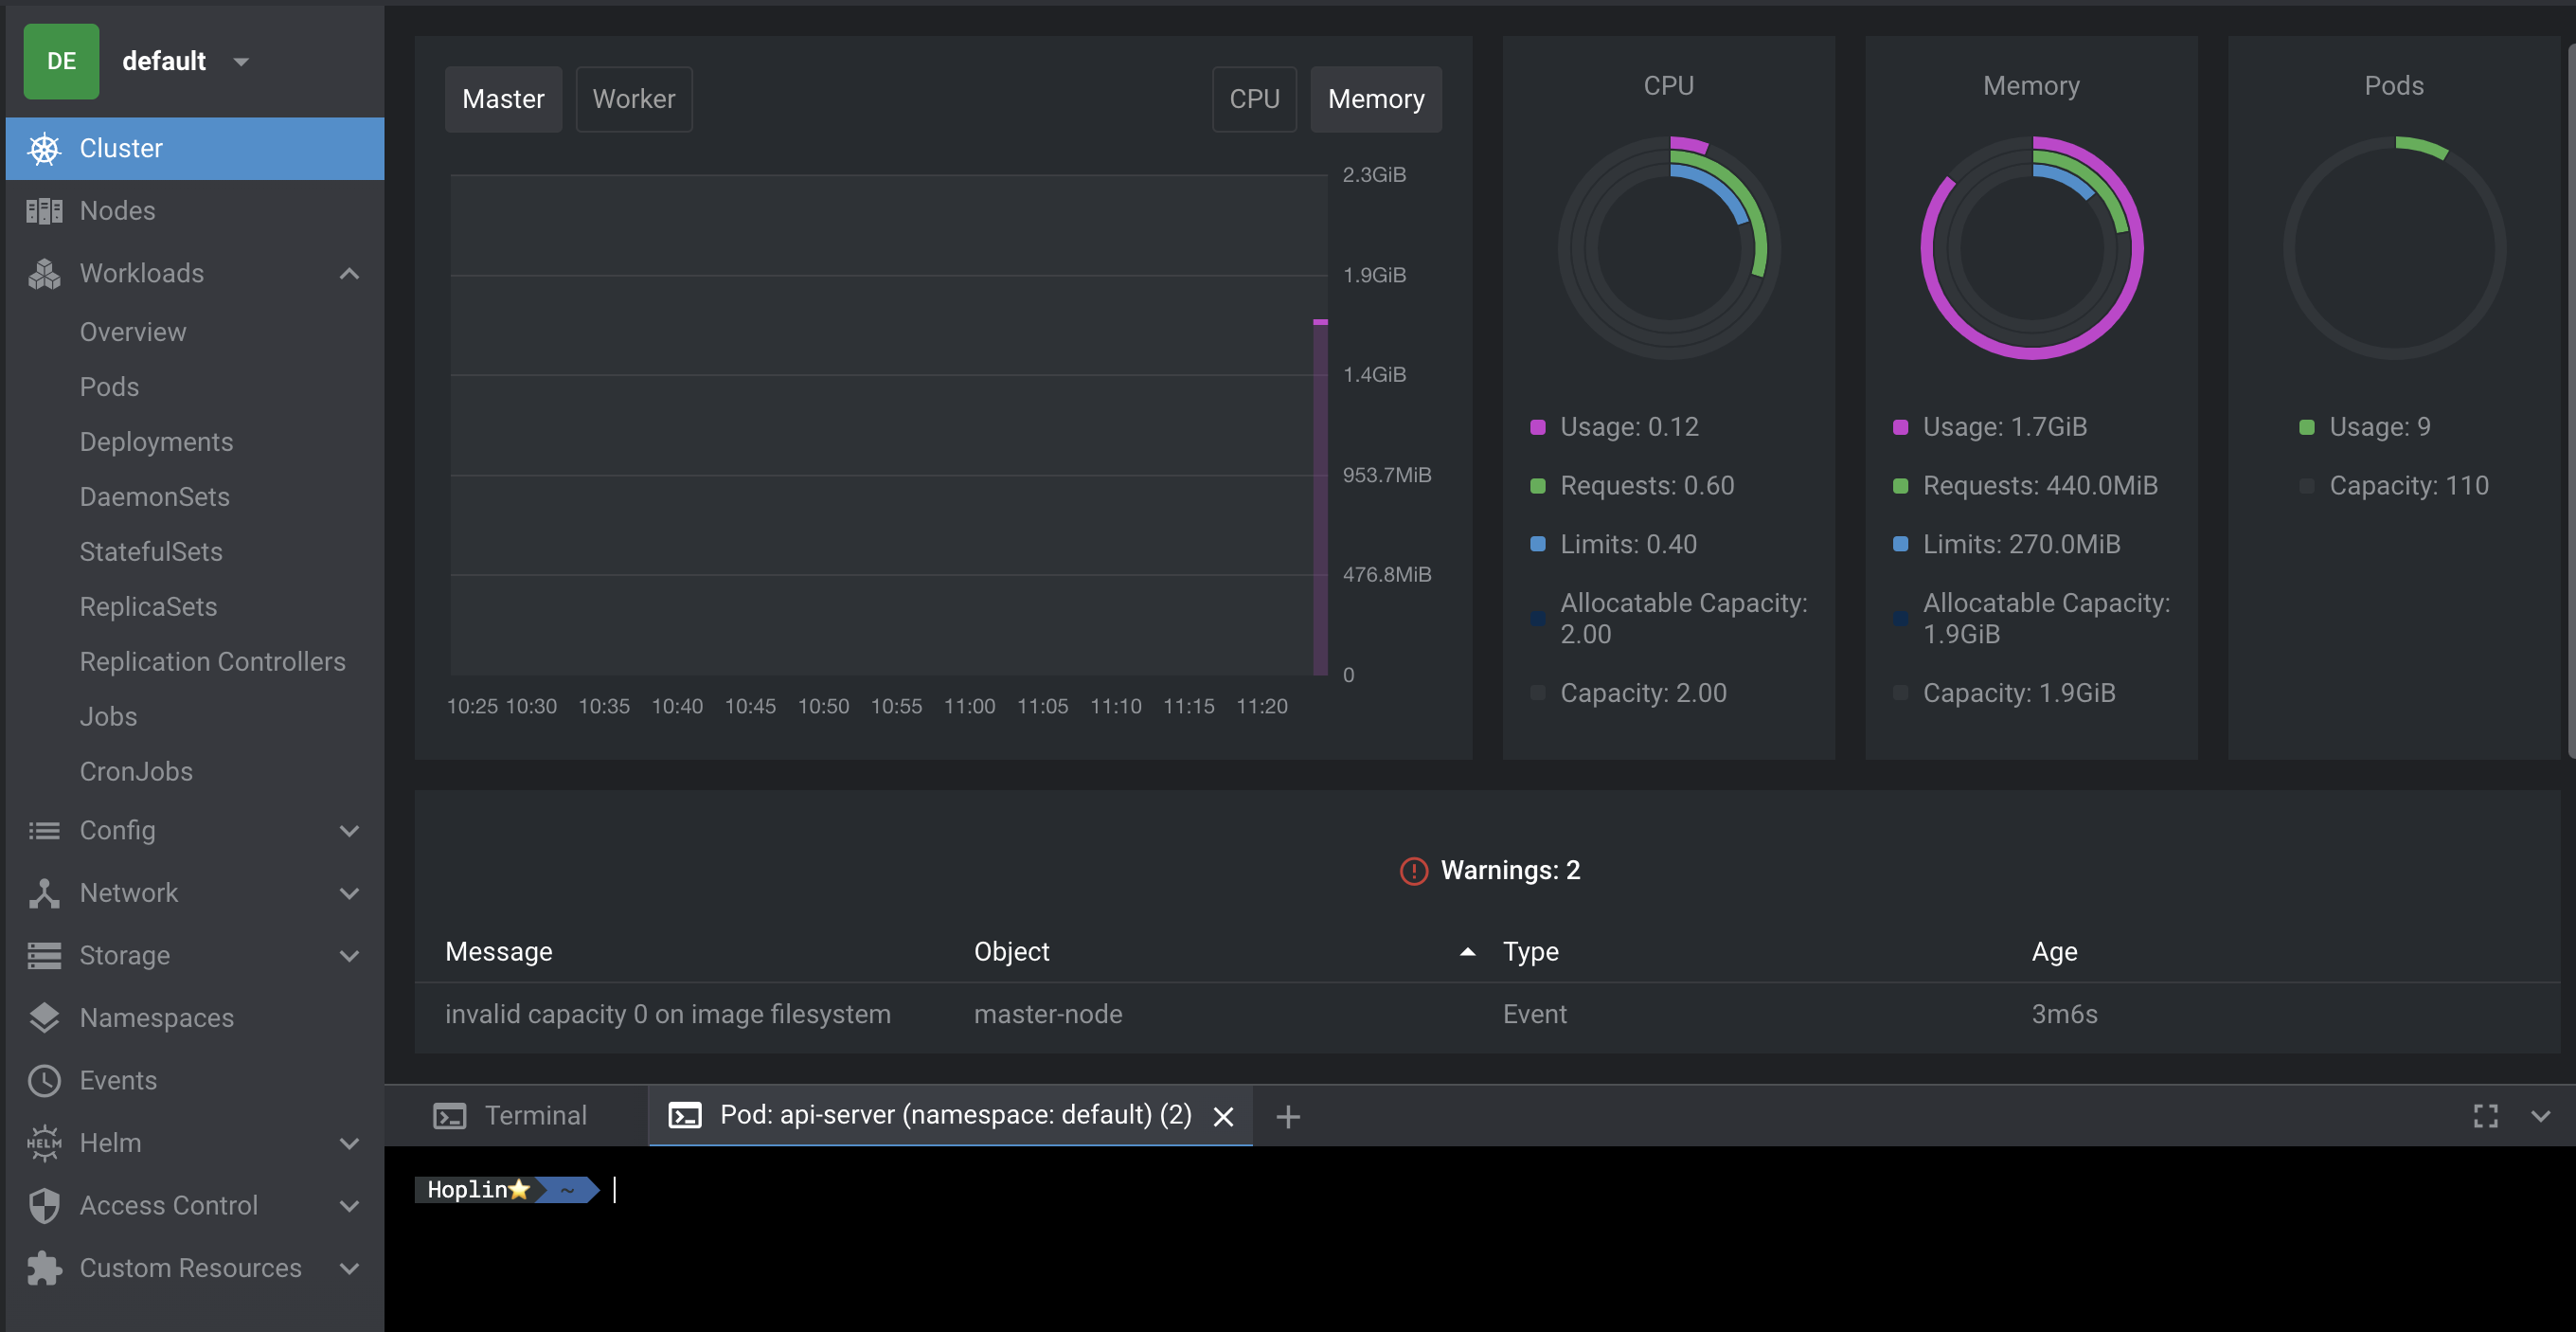 DE default
Cluster
Nodes
Workloads
Overview
Pods
Deployments
DaemonSets
StatefulSets
ReplicaSets
Replication Controllers
Jobs
CronJobs
Config
Network
Storage
Namespaces
Events
HELM Helm
Access Control
Custom Resources
Master Worker CPU Memory
2.3GiB
1.9GiB
1.4GiB
953.7MiB
476.8MiB
0
10:25 10:30 10:35 10:40 10:45 10:50 10:55 11:00 11:05 11:10 11:15 11:20
CPU
Usage: 0.12
Requests: 0.60
Limits: 0.40
Allocatable Capacity:
2.00
Capacity: 2.00
Memory
Usage: 1.7GiB
Requests: 440.0MiB
Limits: 270.0MiB
Allocatable Capacity:
1.9GiB
Capacity: 1.9GiB
Pods
Usage: 9
Capacity: 110
Warnings: 2
Message Object Type Age
invalid capacity 0 on image filesystem master-node Event 3m6s
Terminal Pod: api-server (namespace: default) (2)
Hoplin⭐ ~